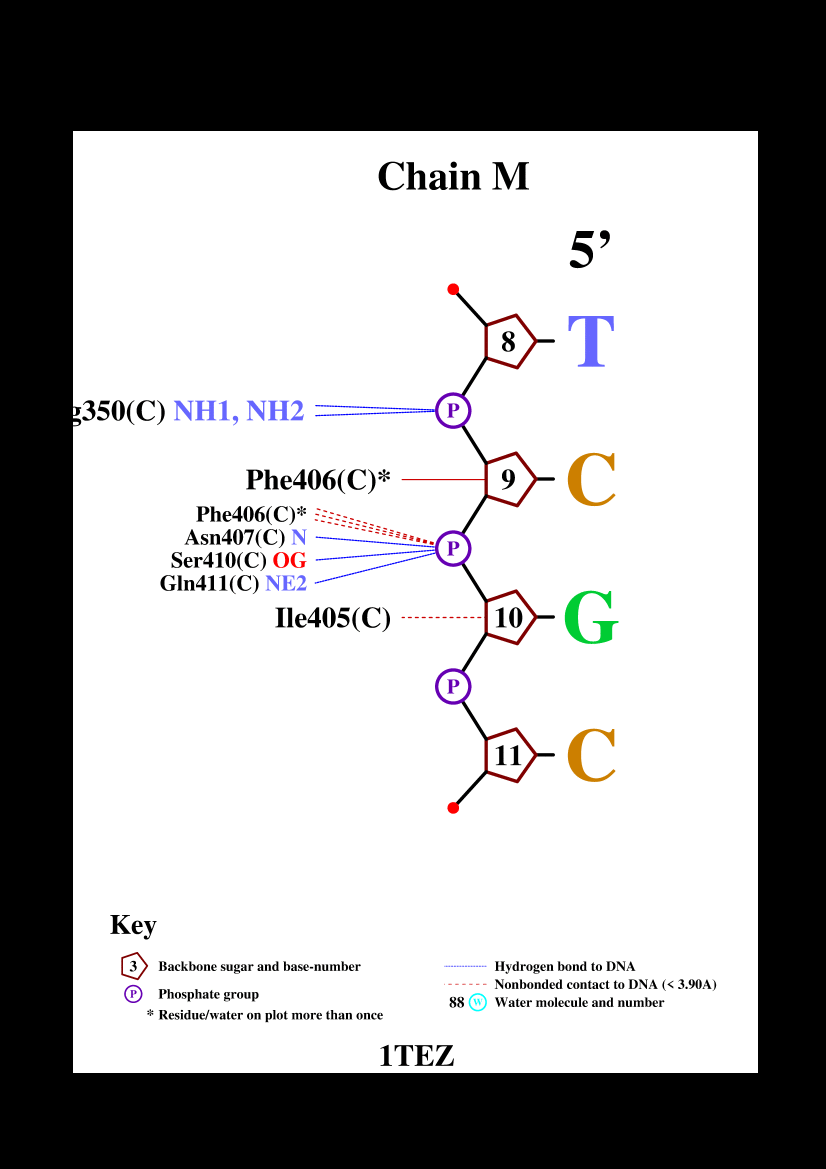 Chain M
5’
8 T
P
g350(C) NH1, NH2
Phe406(C)* 9 C
Phe406(C)*
Asn407(C) N
P
Ser410(C) OG
Gln411(C) NE2
Ile405(C) 10 G
P
11 C
Key
3 Backbone sugar and base-number
P Phosphate group
* Residue/water on plot more than once
Hydrogen bond to DNA
Nonbonded contact to DNA (< 3.90A)
88 W Water molecule and number
1TEZ